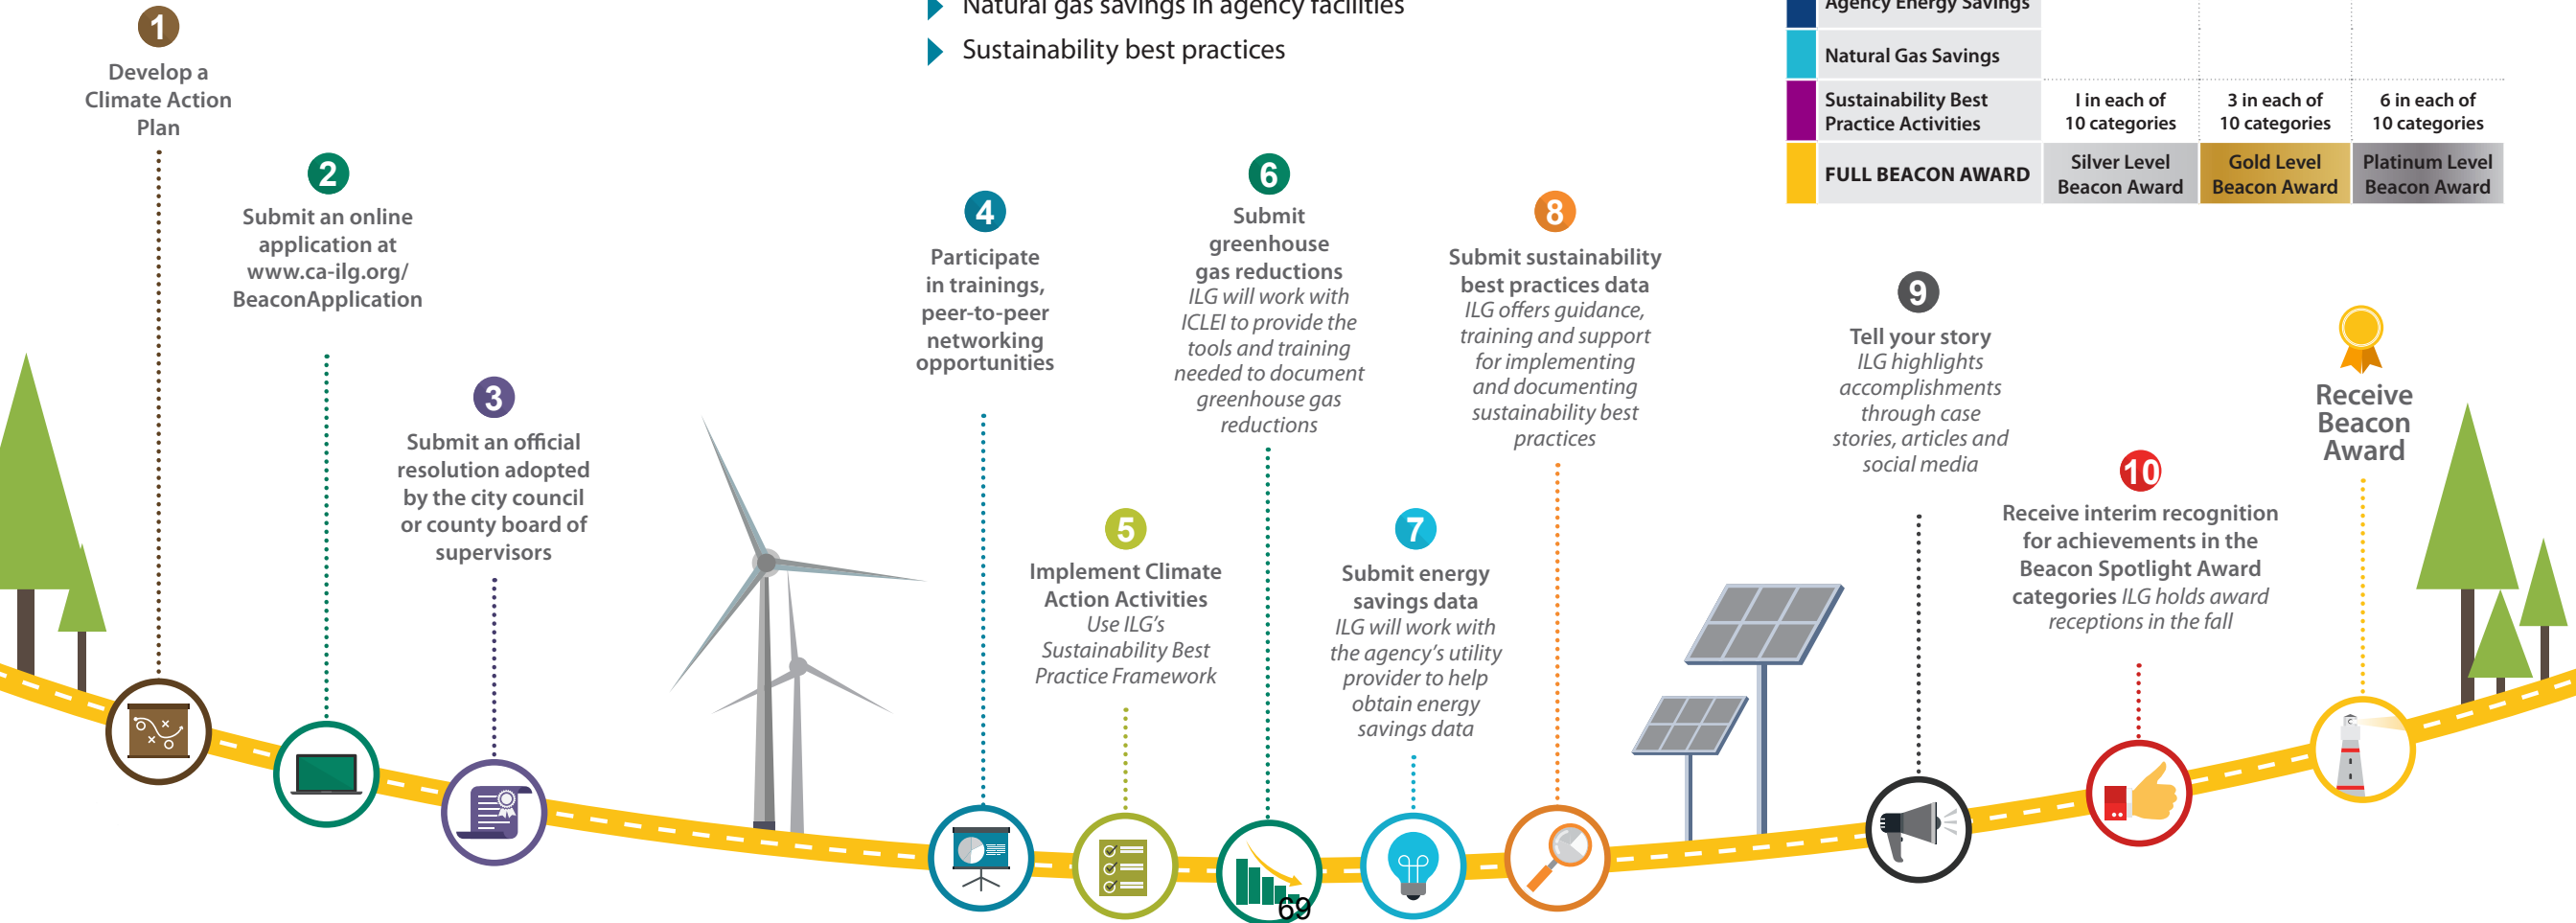 Natural gas savings in agency facilities
Sustainability best practices
Agency Energy Savings
Natural Gas Savings
Sustainability Best
Practice Activities
I in each of
10 categories
3 in each of
10 categories
6 in each of
10 categories
FULL BEACON AWARD
Silver Level
Beacon Award
Gold Level
Beacon Award
Platinum Level
Beacon Award
1
Develop a
Climate Action
Plan
2
Submit an online
application at
www.ca-ilg.org/
BeaconApplication
3
Submit an official
resolution adopted
by the city council
or county board of
supervisors
4
Participate
in trainings,
peer-to-peer
networking
opportunities
5
Implement Climate
Action Activities
Use ILG's
Sustainability Best
Practice Framework
6
Submit
greenhouse
gas reductions
ILG will work with
ICLEI to provide the
tools and training
needed to document
greenhouse gas
reductions
7
Submit energy
savings data
ILG will work with
the agency's utility
provider to help
obtain energy
savings data
8
Submit sustainability
best practices data
ILG offers guidance,
training and support
for implementing
and documenting
sustainability best
practices
9
Tell your story
ILG highlights
accomplishments
through case
stories, articles and
social media
10
Receive interim recognition
for achievements in the
Beacon Spotlight Award
categories ILG holds award
receptions in the fall
Receive
Beacon
Award
69